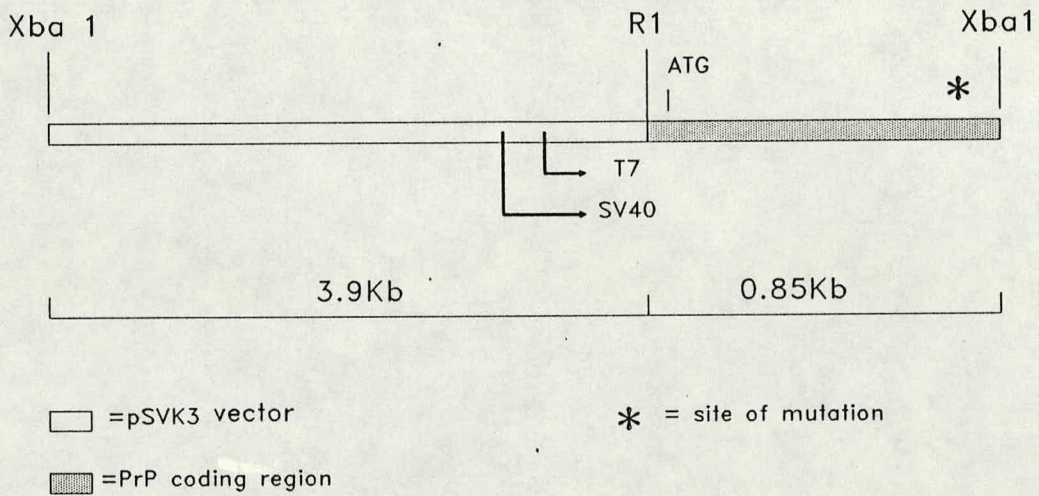 Xba 1
R1
Xba1
ATG
*
T7
SV40
3.9Kb
0.85Kb
=pSVK3 vector
* = site of mutation
=PrP coding region